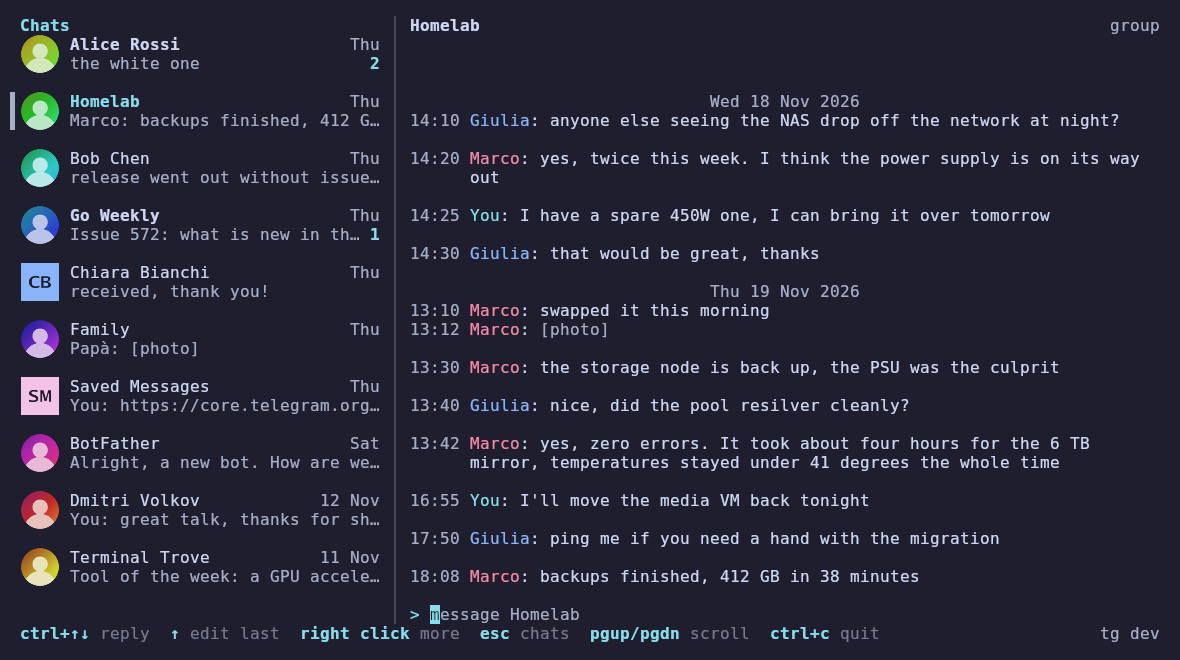 Chats
Alice Rossi Thu
the white one 2
Homelab Thu
Marco: backups finished, 412 G…
Bob Chen Thu
release went out without issue…
Go Weekly Thu
Issue 572: what is new in th… 1
CB
Chiara Bianchi Thu
received, thank you!
Family Thu
Papà: [photo]
SM
Saved Messages Thu
You: https://core.telegram.org…
BotFather Sat
Alright, a new bot. How are we…
Dmitri Volkov 12 Nov
You: great talk, thanks for sh…
Terminal Trove 11 Nov
Tool of the week: a GPU accele…
Homelab group
Wed 18 Nov 2026
14:10 Giulia: anyone else seeing the NAS drop off the network at night?
14:20 Marco: yes, twice this week. I think the power supply is on its way
out
14:25 You: I have a spare 450W one, I can bring it over tomorrow
14:30 Giulia: that would be great, thanks
Thu 19 Nov 2026
13:10 Marco: swapped it this morning
13:12 Marco: [photo]
13:30 Marco: the storage node is back up, the PSU was the culprit
13:40 Giulia: nice, did the pool resilver cleanly?
13:42 Marco: yes, zero errors. It took about four hours for the 6 TB
mirror, temperatures stayed under 41 degrees the whole time
16:55 You: I'll move the media VM back tonight
17:50 Giulia: ping me if you need a hand with the migration
18:08 Marco: backups finished, 412 GB in 38 minutes
> message Homelab
ctrl+↑↓ reply ↑ edit last right click more esc chats pgup/pgdn scroll ctrl+c quit tg dev